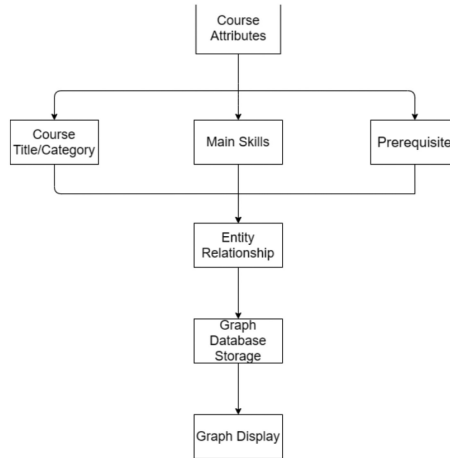 Course
Attributes
Course
Title/Category
Main Skills
Prerequisite
Entity
Relationship
Graph
Database
Storage
Graph Display